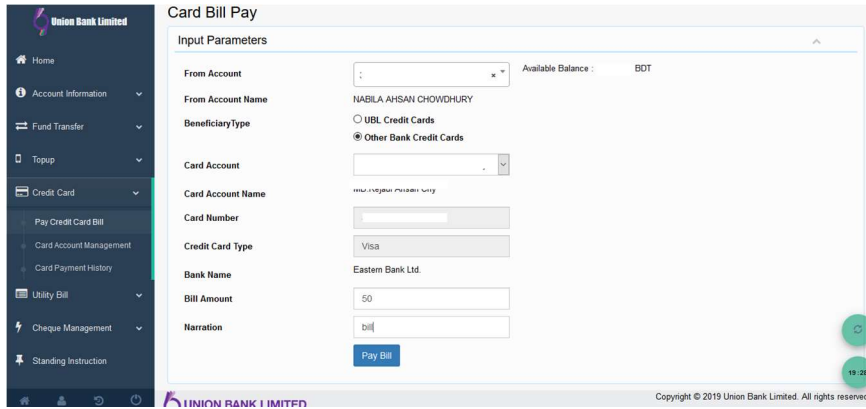 Union Bank Limited
Home
Account Information
Fund Transfer
Topup
Credit Card
Pay Credit Card Bill
Card Account Management
Card Payment History
Utility Bill
Cheque Management
Standing Instruction
Card Bill Pay
Input Parameters
From Account ; × Available Balance : BDT
From Account Name NABILA AHSAN CHOWDHURY
BeneficiaryType UBL Credit Cards
Other Bank Credit Cards
Card Account
Card Account Name
Card Number
Credit Card Type Visa
Bank Name Eastern Bank Ltd.
Bill Amount 50
Narration bill
Pay Bill
19:28
UNION BANK LIMITED
Copyright © 2019 Union Bank Limited. All rights